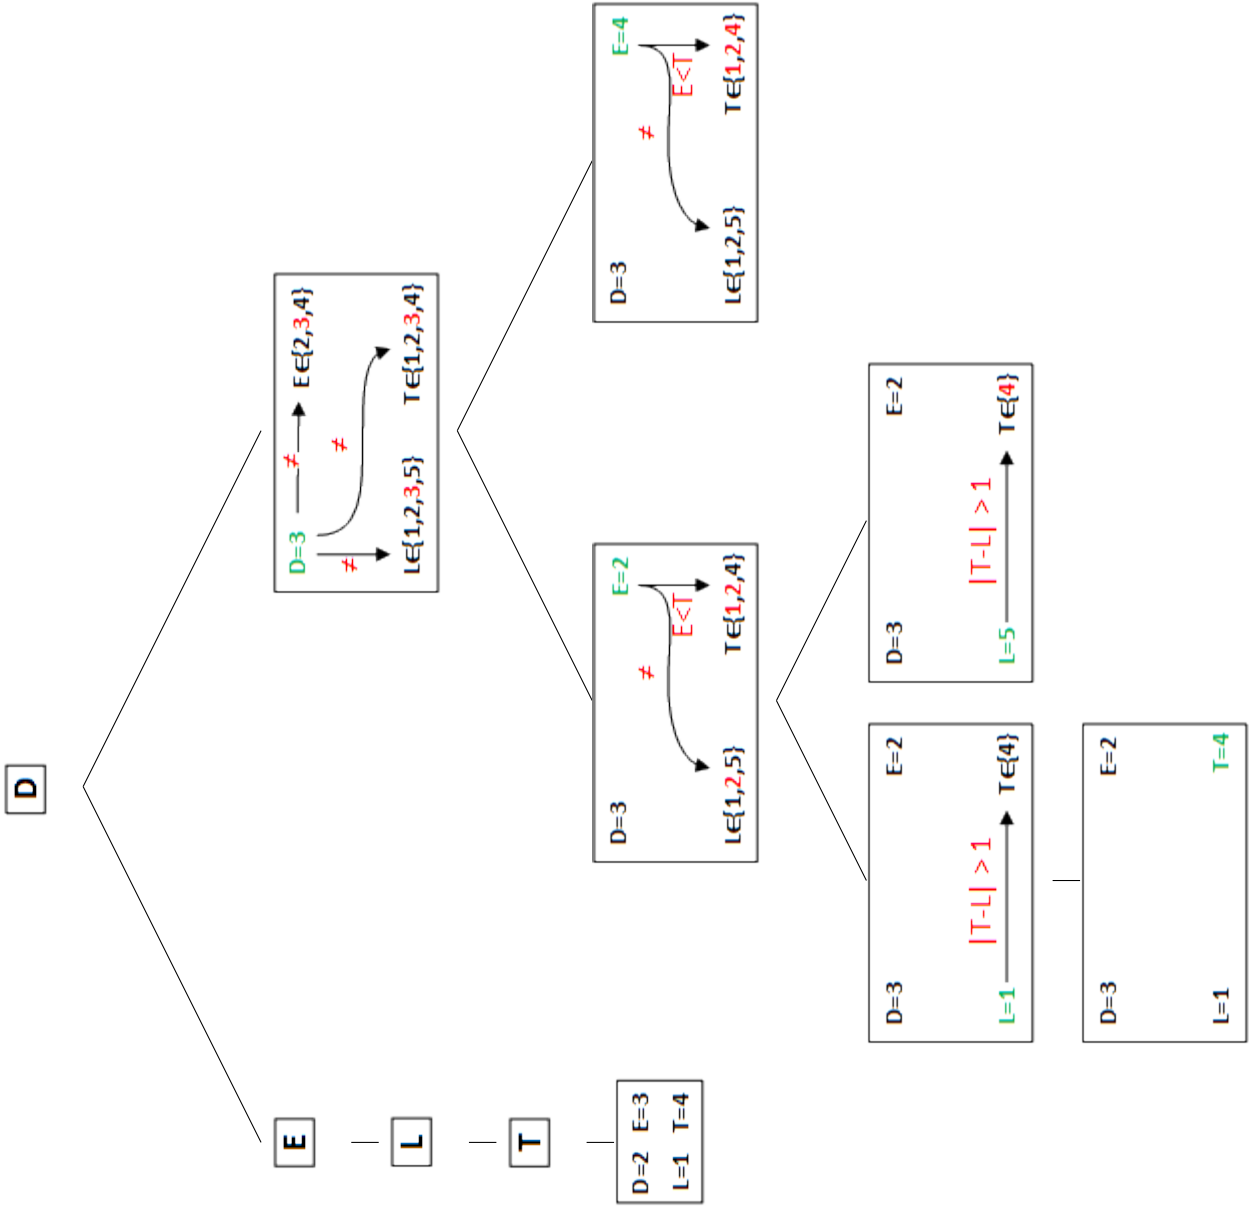 D
E
L
T
D=2 E=3
L=1 T=4
D=3 ≠ E∈{2,3,4}
≠ ≠
L∈{1,2,3,5} T∈{1,2,3,4}
D=3 E=2
≠ E<T
L∈{1,2,5} T∈{1,2,4}
D=3 E=4
≠ E<T
L∈{1,2,5} T∈{1,2,4}
D=3 E=2
|T-L| > 1
L=1 T∈{4}
D=3 E=2
|T-L| > 1
L=5 T∈{4}
D=3 E=2
L=1 T=4